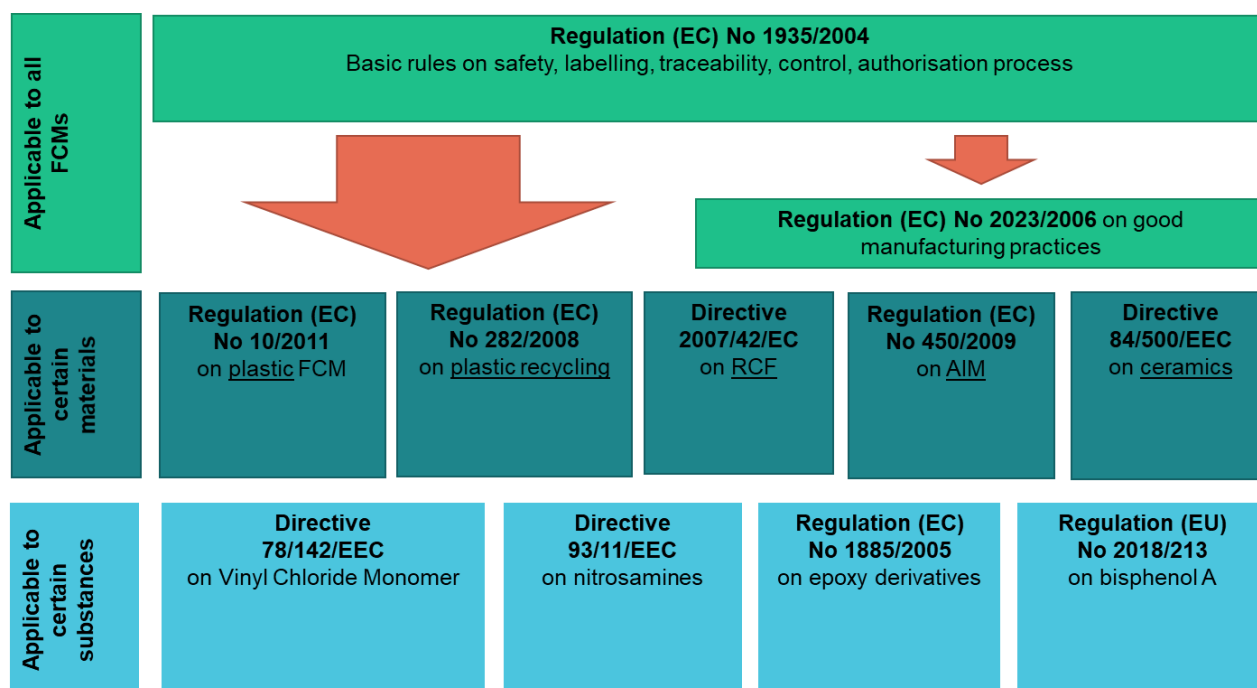 Applicable to all
FCMs
Regulation (EC) No 1935/2004
Basic rules on safety, labelling, traceability, control, authorisation process
Regulation (EC) No 2023/2006 on good
manufacturing practices
Applicable to
certain
materials
Regulation (EC)
No 10/2011
on plastic FCM
Regulation (EC)
No 282/2008
on plastic recycling
Directive
2007/42/EC
on RCF
Regulation (EC)
No 450/2009
on AIM
Directive
84/500/EEC
on ceramics
Applicable to
certain
substances
Directive
78/142/EEC
on Vinyl Chloride Monomer
Directive
93/11/EEC
on nitrosamines
Regulation (EC)
No 1885/2005
on epoxy derivatives
Regulation (EU)
No 2018/213
on bisphenol A